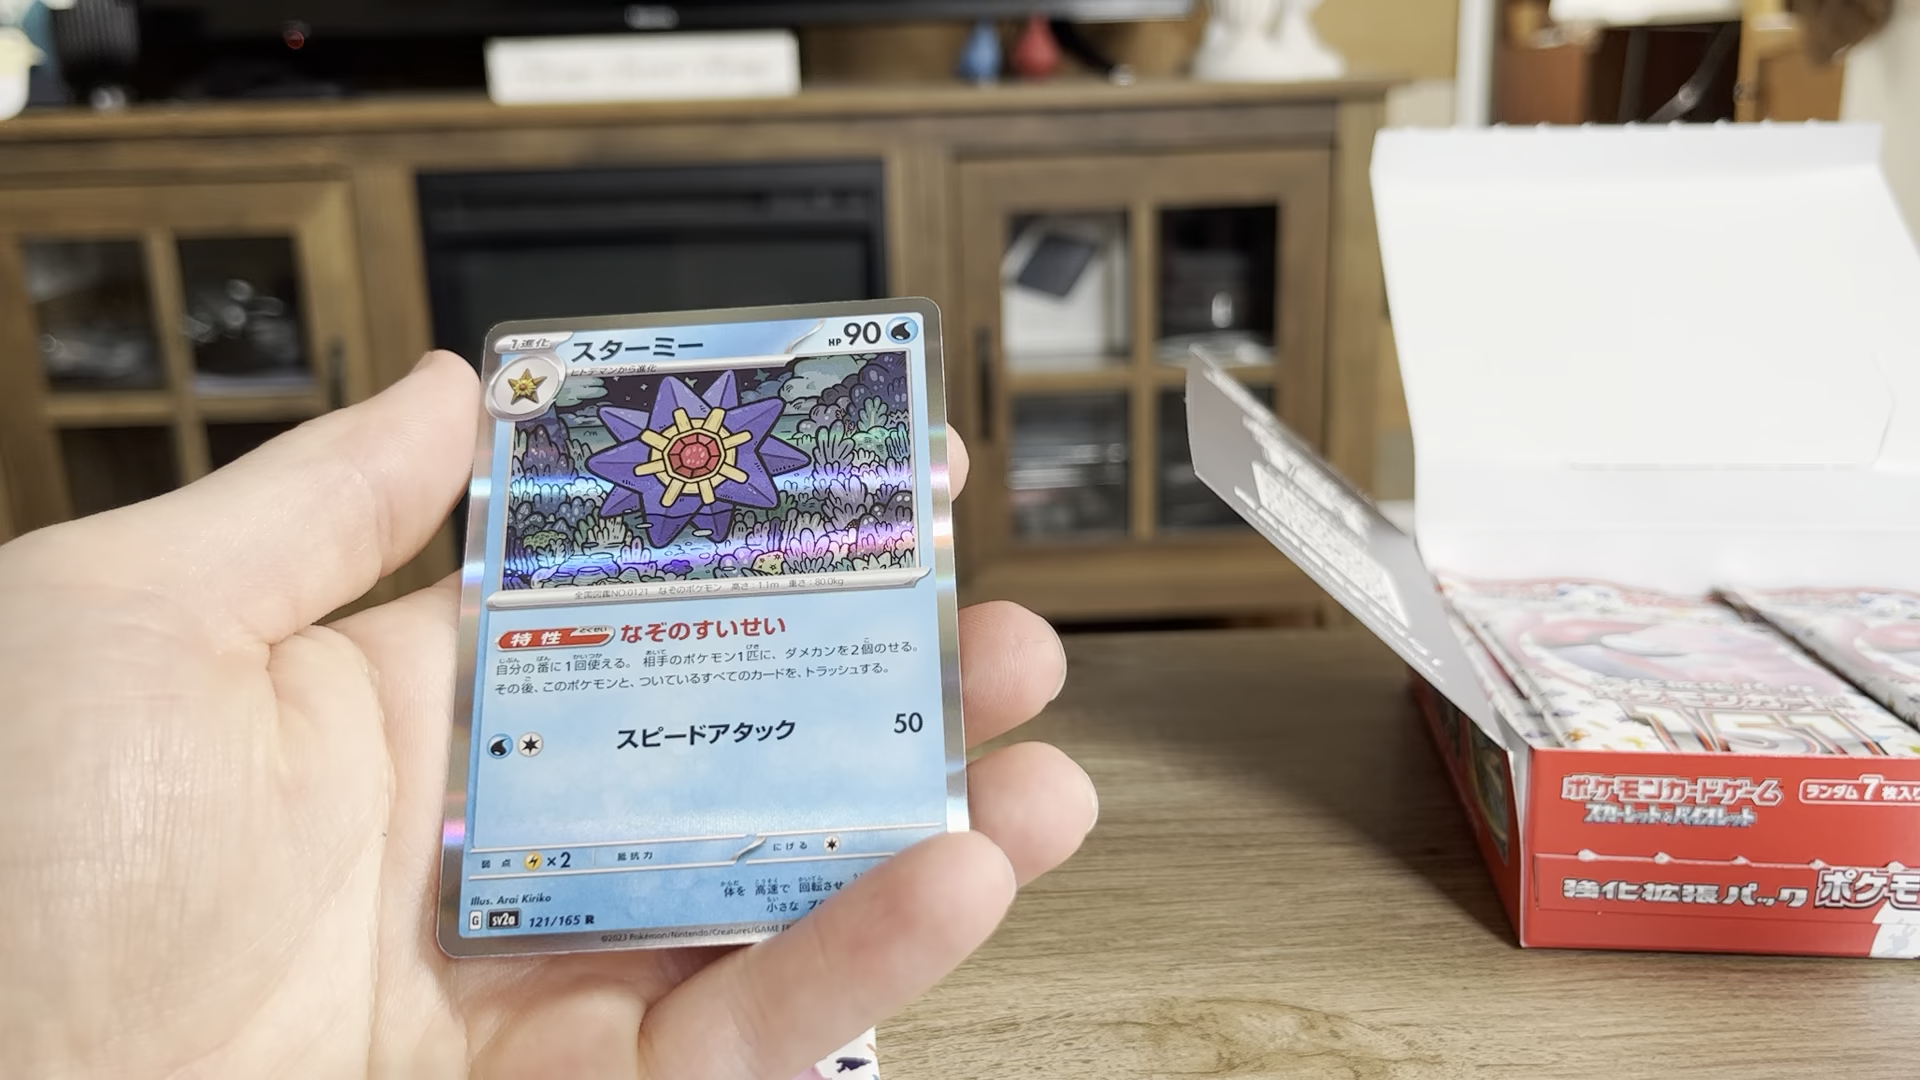 1進化
スターミー
HP 90
ヒトデマンから進化
全国図鑑NO.0121 なぞのポケモン 高さ:1.1m 重さ:80.0kg
特性 なぞのすいせい
自分の番に1回使える。相手のポケモン1匹に、ダメカンを2個のせる。
その後、このポケモンと、ついているすべてのカードを、トラッシュする。
スピードアタック 50
弱点 ×2 抵抗力 にげる
体を 高速で 回転させ
小さな
Illus. Arai Kiriko
G sv2a 121/165 R
©2023 Pokémon/Nintendo/Creatures/GAME
151
ポケモンカードゲーム
スカーレット&バイオレット
ランダム7枚入り
強化拡張パック ポケモ